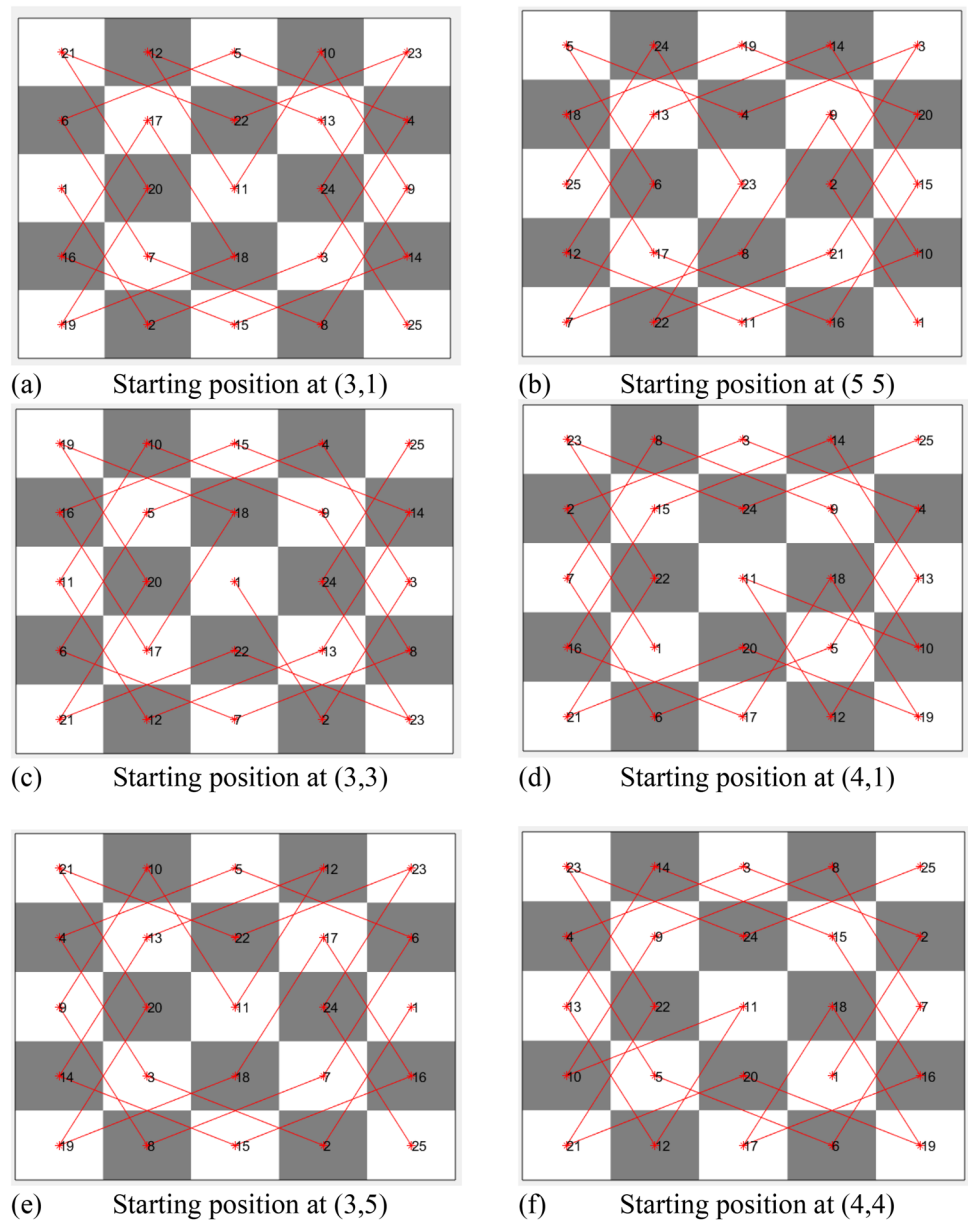 21 12 5 10 23
6 17 22 13 4
1 20 11 24 9
16 7 18 3 14
19 2 15 8 25
(a) Starting position at (3,1)
5 24 19 14 3
18 13 4 9 20
25 6 23 2 15
12 17 8 21 10
7 22 11 16 1
(b) Starting position at (5 5)
19 10 15 4 25
16 5 18 9 14
11 20 1 24 3
6 17 22 13 8
21 12 7 2 23
(c) Starting position at (3,3)
23 8 3 14 25
2 15 24 9 4
7 22 11 18 13
16 1 20 5 10
21 6 17 12 19
(d) Starting position at (4,1)
21 10 5 12 23
4 13 22 17 6
9 20 11 24 1
14 3 18 7 16
19 8 15 2 25
(e) Starting position at (3,5)
23 14 3 8 25
4 9 24 15 2
13 22 11 18 7
10 5 20 1 16
21 12 17 6 19
(f) Starting position at (4,4)